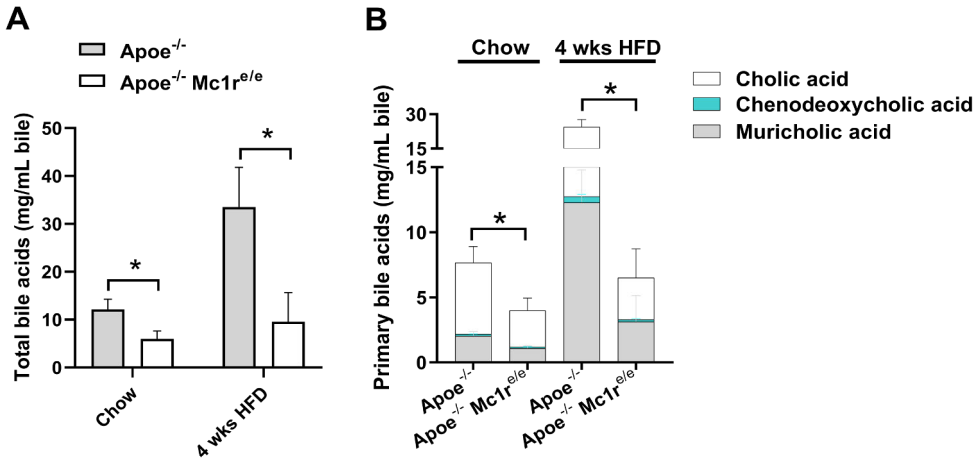 A
Apoe-/-
Apoe-/- Mc1re/e
Total bile acids (mg/mL bile)
50
40
30
20
10
0
*
*
Chow
4 wks HFD
B
Chow
4 wks HFD
Cholic acid
Chenodeoxycholic acid
Muricholic acid
Primary bile acids (mg/mL bile)
30
15
15
10
5
0
*
*
Apoe-/-
Apoe-/- Mc1re/e
Apoe-/-
Apoe-/- Mc1re/e